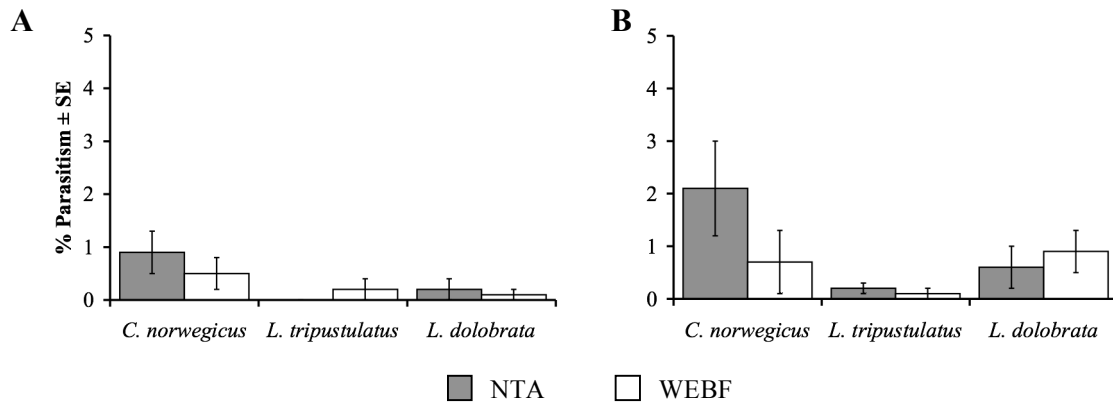 A
B
% Parasitism ± SE
5
4
3
2
1
0
C. norwegicus L. tripustulatus L. dolobrata
5
4
3
2
1
0
C. norwegicus L. tripustulatus L. dolobrata
NTA WEBF